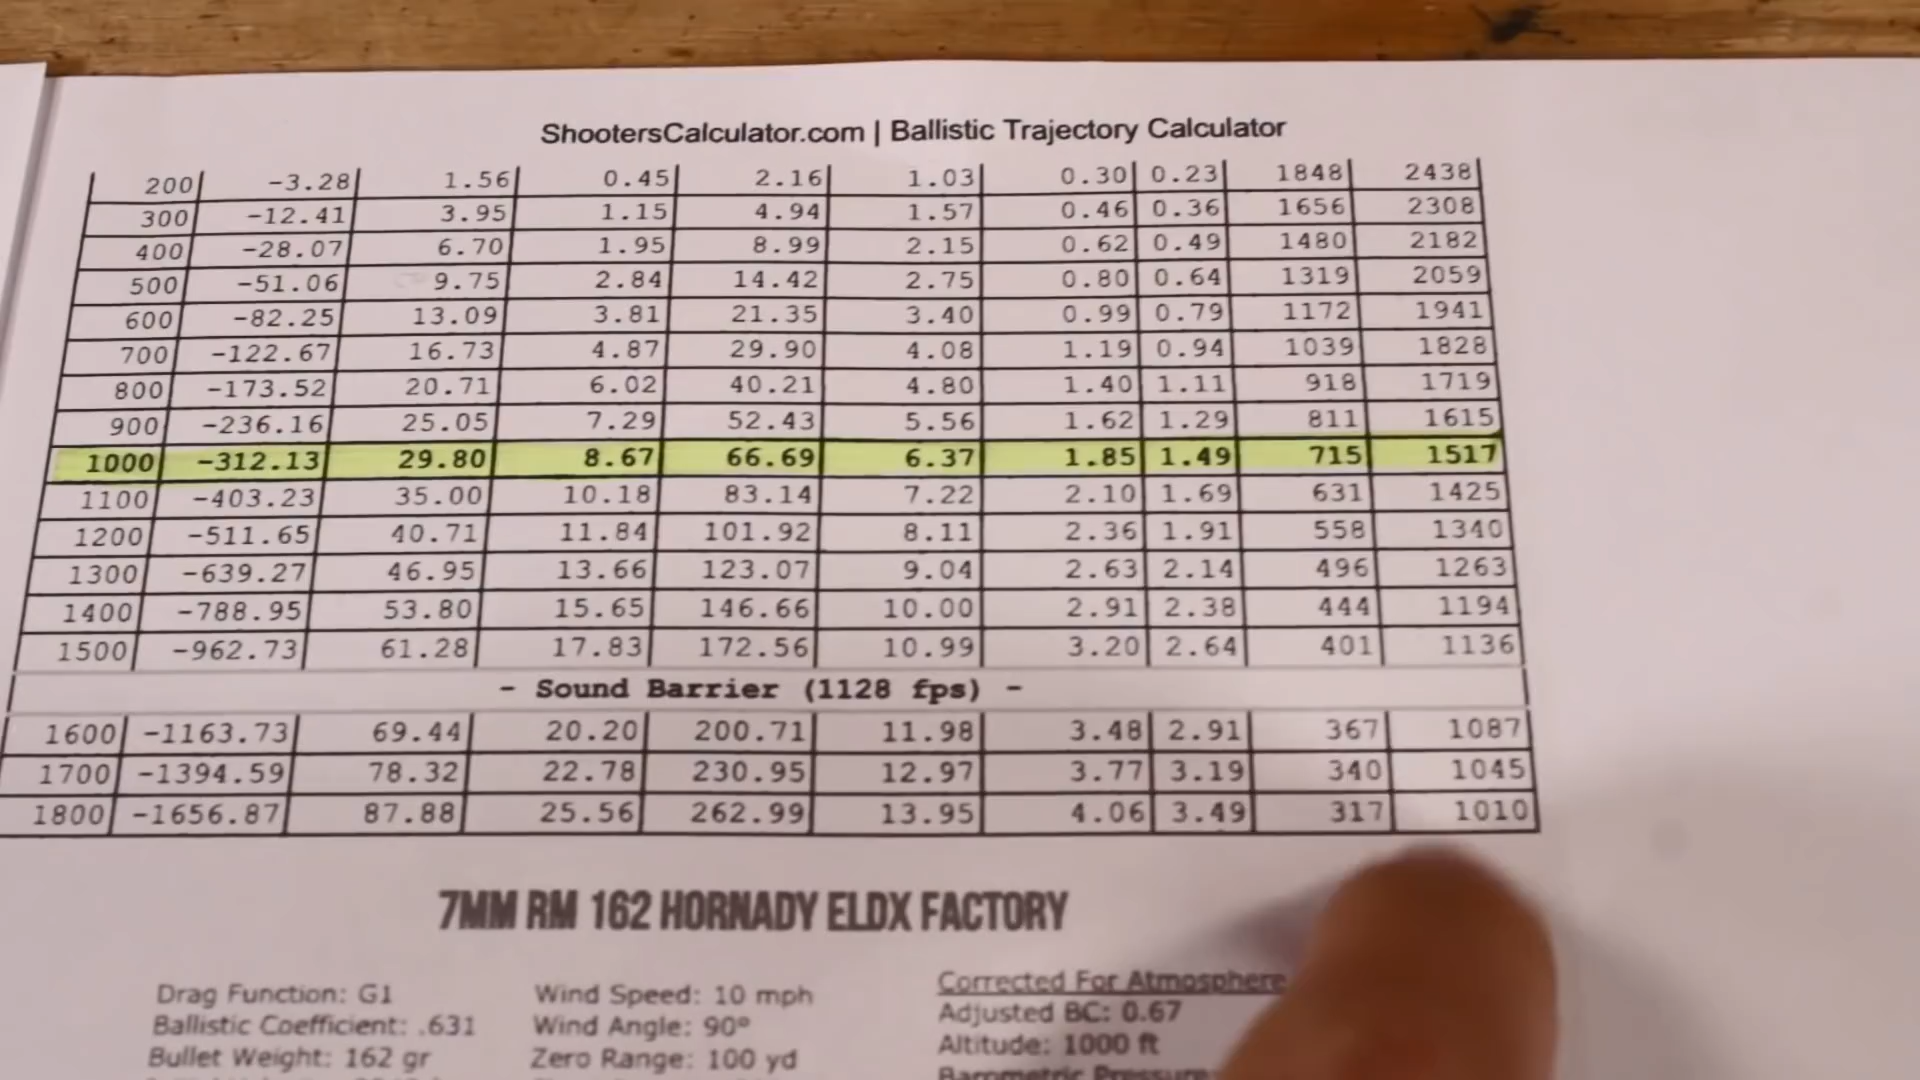 ShootersCalculator.com | Ballistic Trajectory Calculator
200 -3.28 1.56 0.45 2.16 1.03 0.30 0.23 1848 2438
300 -12.41 3.95 1.15 4.94 1.57 0.46 0.36 1656 2308
400 -28.07 6.70 1.95 8.99 2.15 0.62 0.49 1480 2182
500 -51.06 9.75 2.84 14.42 2.75 0.80 0.64 1319 2059
600 -82.25 13.09 3.81 21.35 3.40 0.99 0.79 1172 1941
700 -122.67 16.73 4.87 29.90 4.08 1.19 0.94 1039 1828
800 -173.52 20.71 6.02 40.21 4.80 1.40 1.11 918 1719
900 -236.16 25.05 7.29 52.43 5.56 1.62 1.29 811 1615
1000 -312.13 29.80 8.67 66.69 6.37 1.85 1.49 715 1517
1100 -403.23 35.00 10.18 83.14 7.22 2.10 1.69 631 1425
1200 -511.65 40.71 11.84 101.92 8.11 2.36 1.91 558 1340
1300 -639.27 46.95 13.66 123.07 9.04 2.63 2.14 496 1263
1400 -788.95 53.80 15.65 146.66 10.00 2.91 2.38 444 1194
1500 -962.73 61.28 17.83 172.56 10.99 3.20 2.64 401 1136
- Sound Barrier (1128 fps) -
1600 -1163.73 69.44 20.20 200.71 11.98 3.48 2.91 367 1087
1700 -1394.59 78.32 22.78 230.95 12.97 3.77 3.19 340 1045
1800 -1656.87 87.88 25.56 262.99 13.95 4.06 3.49 317 1010
7MM RM 162 HORNADY ELDX FACTORY
Drag Function: G1 Wind Speed: 10 mph Corrected For Atmosphere
Ballistic Coefficient: .631 Wind Angle: 90° Adjusted BC: 0.67
Bullet Weight: 162 gr Zero Range: 100 yd Altitude: 1000 ft
Barometric Pressure